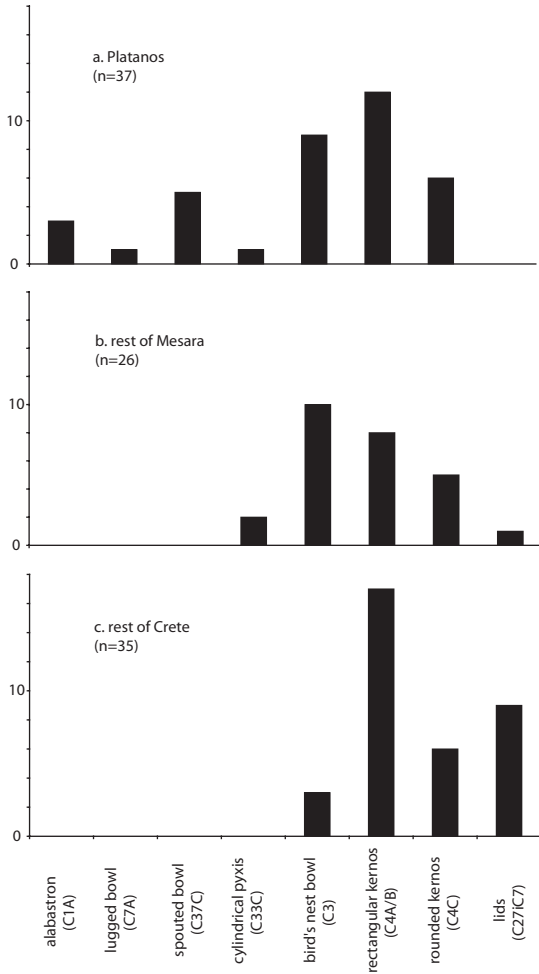 a. Platanos
(n=37)
10
0
b. rest of Mesara
(n=26)
10
0
c. rest of Crete
(n=35)
10
0
alabastron
(C1A)
lugged bowl
(C7A)
spouted bowl
(C37C)
cylindrical pyxis
(C33C)
bird's nest bowl
(C3)
rectangular kernos
(C4A/B)
rounded kernos
(C4C)
lids
(C27iC7)